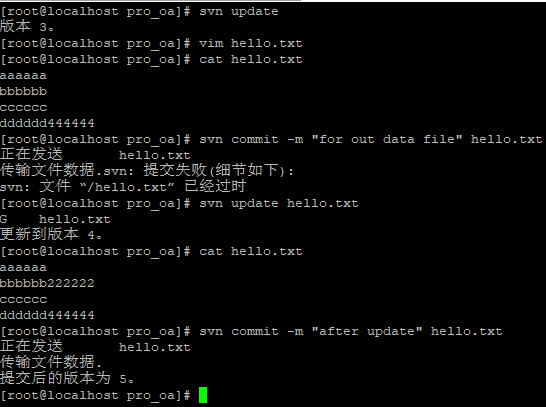 [root@localhost pro_oa]# svn update
版本 3。
[root@localhost pro_oa]# vim hello.txt
[root@localhost pro_oa]# cat hello.txt
aaaaaa
bbbbbb
cccccc
dddddd444444
[root@localhost pro_oa]# svn commit -m "for out data file" hello.txt
正在发送       hello.txt
传输文件数据.svn: 提交失败(细节如下):
svn: 文件 “/hello.txt” 已经过时
[root@localhost pro_oa]# svn update hello.txt
G    hello.txt
更新到版本 4。
[root@localhost pro_oa]# cat hello.txt
aaaaaa
bbbbbb222222
cccccc
dddddd444444
[root@localhost pro_oa]# svn commit -m "after update" hello.txt
正在发送       hello.txt
传输文件数据.
提交后的版本为 5。
[root@localhost pro_oa]#